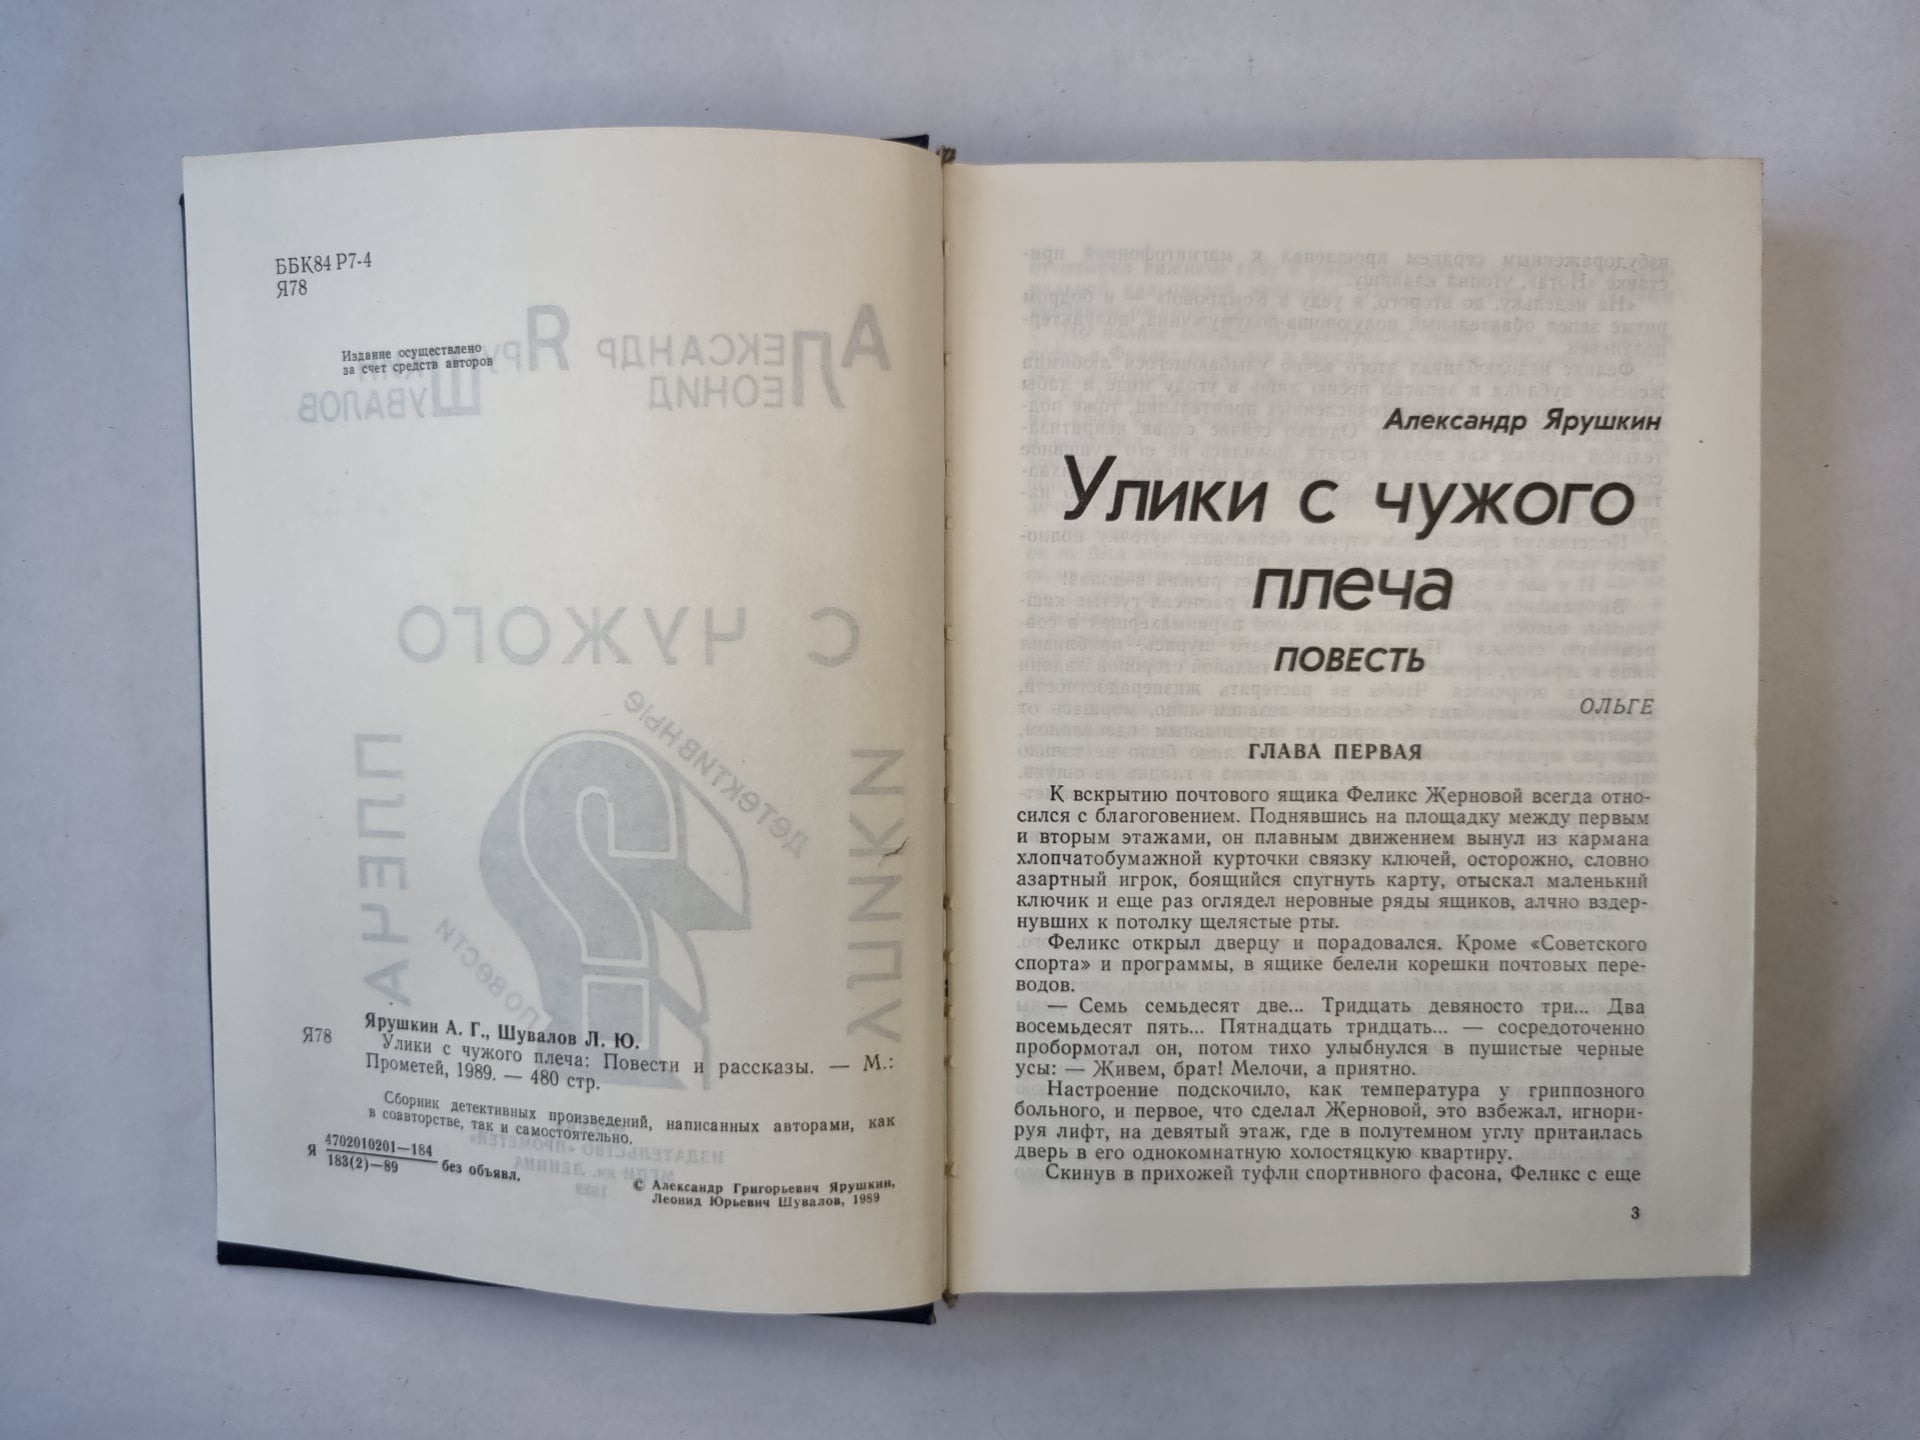 ББК84 Р7-4
Я78
Издание осуществлено
за счет средств авторов
Ярушкин А. Г., Шувалов Л. Ю.
Я78
Улики с чужого плеча: Повести и рассказы. — М.:
Прометей, 1989. — 480 стр.
Сборник детективных произведений, написанных авторами, как
в соавторстве, так и самостоятельно.
Я 4702010201—184
183(2)—89 без объявл.
© Александр Григорьевич Ярушкин,
Леонид Юрьевич Шувалов, 1989
Александр Ярушкин
Улики с чужого
плеча
ПОВЕСТЬ
ОЛЬГЕ
ГЛАВА ПЕРВАЯ
К вскрытию почтового ящика Феликс Жерновой всегда отно-
сился с благоговением. Поднявшись на площадку между первым
и вторым этажами, он плавным движением вынул из кармана
хлопчатобумажной курточки связку ключей, осторожно, словно
азартный игрок, боящийся спугнуть карту, отыскал маленький
ключик и еще раз оглядел неровные ряды ящиков, алчно вздер-
нувших к потолку щелястые рты.
Феликс открыл дверцу и порадовался. Кроме «Советского
спорта» и программы, в ящике белели корешки почтовых пере-
водов.
— Семь семьдесят две... Тридцать девяносто три... Два
восемьдесят пять... Пятнадцать тридцать... — сосредоточенно
пробормотал он, потом тихо улыбнулся в пушистые черные
усы: — Живем, брат! Мелочи, а приятно.
Настроение подскочило, как температура у гриппозного
больного, и первое, что сделал Жерновой, это взбежал, игнори-
руя лифт, на девятый этаж, где в полутемном углу притаилась
дверь в его однокомнатную холостяцкую квартиру.
Скинув в прихожей туфли спортивного фасона, Феликс с еще
3